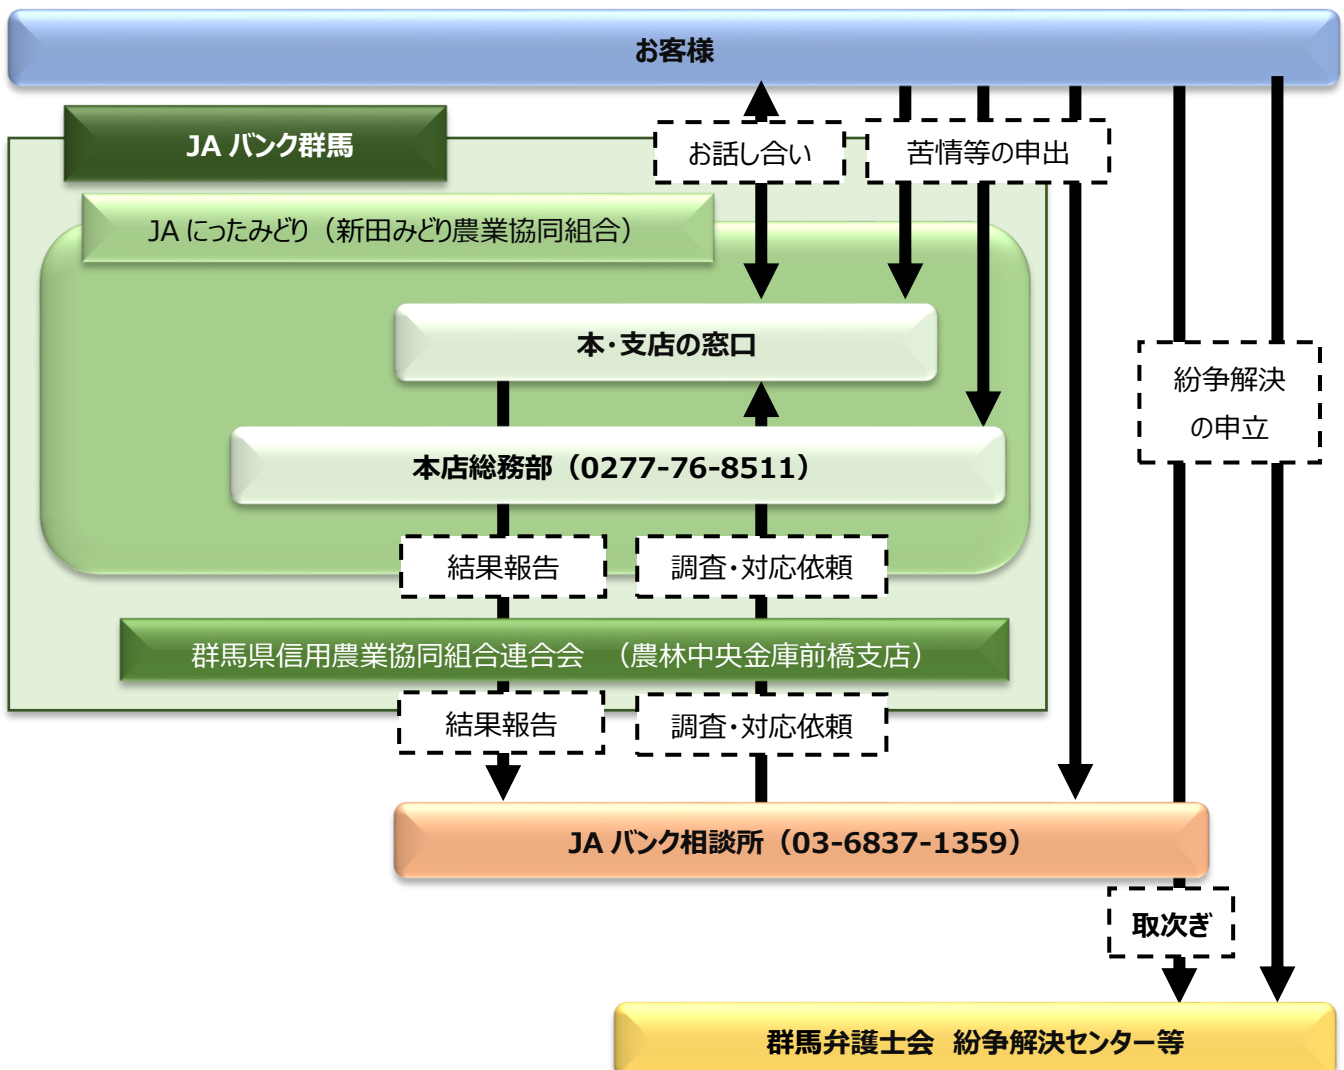 お客様
JA バンク群馬
お話し合い
苦情等の申出
JA にったみどり（新田みどり農業協同組合）
本・支店の窓口
紛争解決
の申立
本店総務部（0277-76-8511）
結果報告
調査・対応依頼
群馬県信用農業協同組合連合会　（農林中央金庫前橋支店）
結果報告
調査・対応依頼
JA バンク相談所（03-6837-1359）
取次ぎ
群馬弁護士会 紛争解決センター等